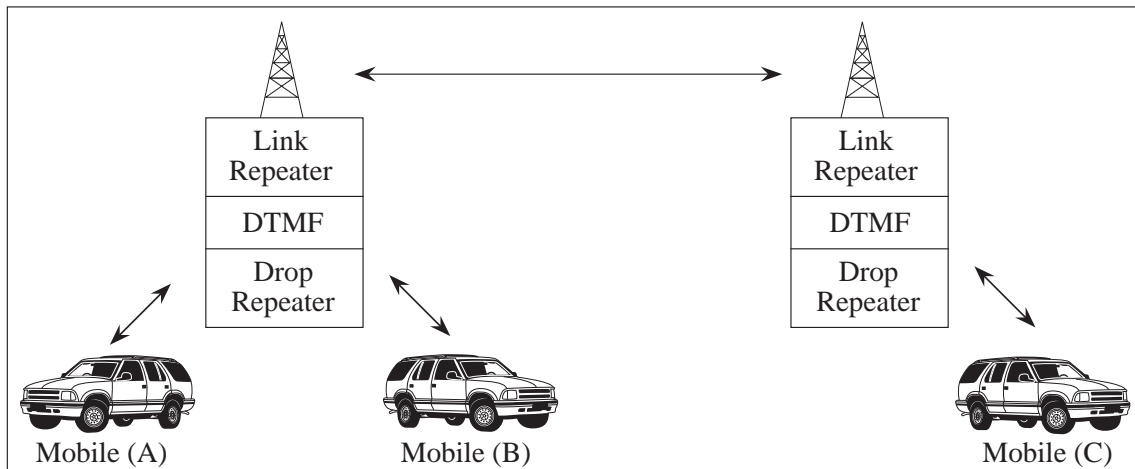 Link
Repeater
DTMF
Drop
Repeater
Link
Repeater
DTMF
Drop
Repeater
Mobile (A)
Mobile (B)
Mobile (C)